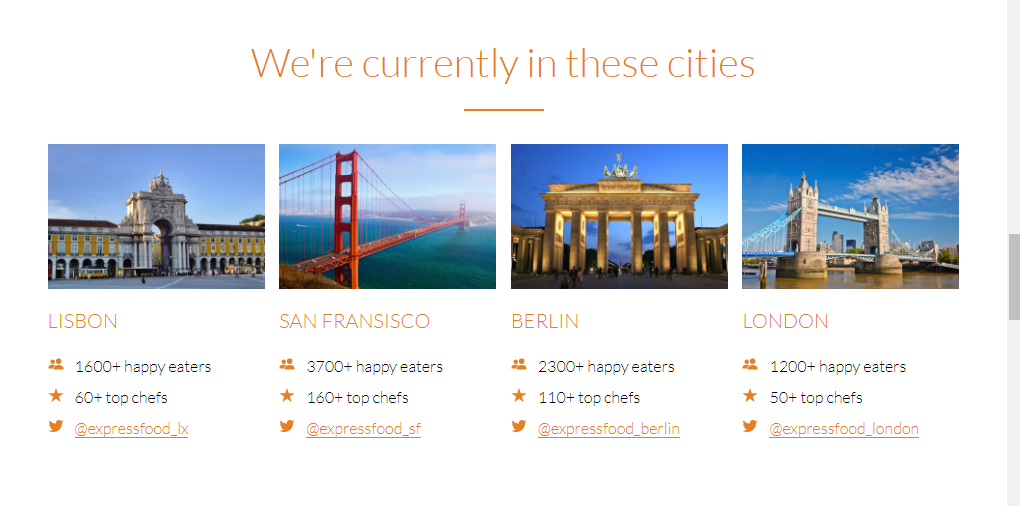 We're currently in these cities
LISBON
1600+ happy eaters
60+ top chefs
@expressfood_lx
SAN FRANSISCO
3700+ happy eaters
160+ top chefs
@expressfood_sf
BERLIN
2300+ happy eaters
110+ top chefs
@expressfood_berlin
LONDON
1200+ happy eaters
50+ top chefs
@expressfood_london